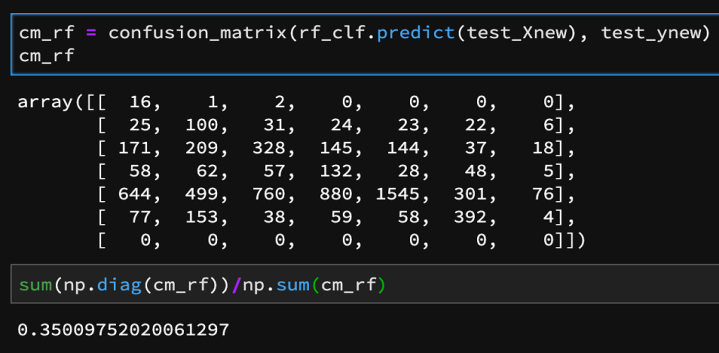 cm_rf = confusion_matrix(rf_clf.predict(test_Xnew), test_ynew)
cm_rf
array([[  16,    1,    2,    0,    0,    0,    0],
       [  25,  100,   31,   24,   23,   22,    6],
       [ 171,  209,  328,  145,  144,   37,   18],
       [  58,   62,   57,  132,   28,   48,    5],
       [ 644,  499,  760,  880, 1545,  301,   76],
       [  77,  153,   38,   59,   58,  392,    4],
       [   0,    0,    0,    0,    0,    0,    0]])
sum(np.diag(cm_rf))/np.sum(cm_rf)
0.35009752020061297